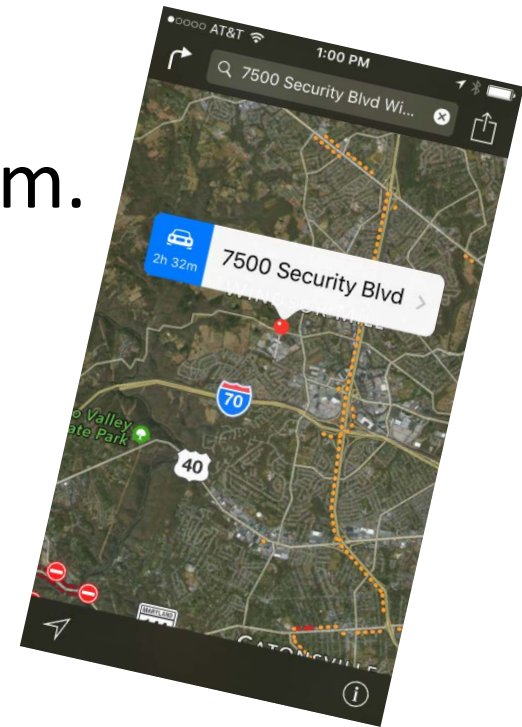 m.
AT&T
1:00 PM
7500 Security Blvd Wi...
2h 32m
7500 Security Blvd
70
o Valley
ate Park
40
MARYLAND
CATONSVILLE